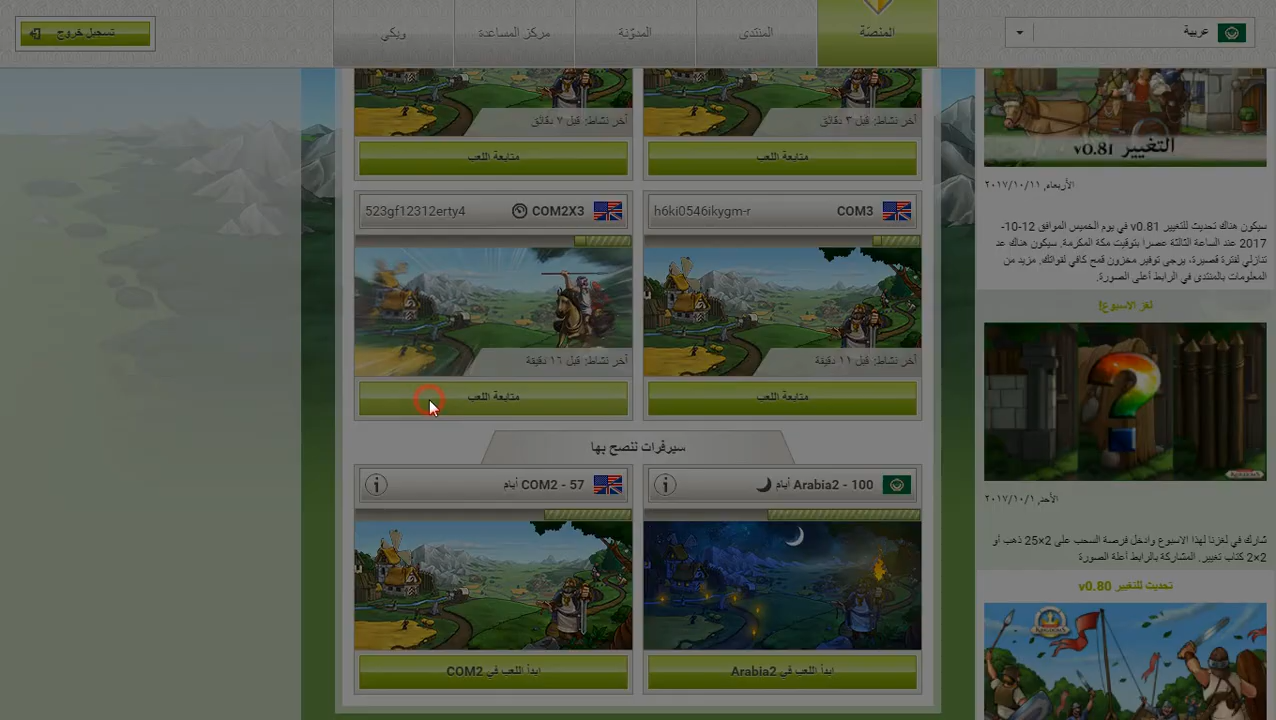 عربية
المنصّة
المنتدى
المدوّنة
مركز المساعدة
ويكي
تسجيل خروج
آخر نشاط: قبل ٣ دقائق
متابعة اللعب
آخر نشاط: قبل ٧ دقائق
متابعة اللعب
COM3
h6ki0546ikygm-r
آخر نشاط: قبل ١١ دقيقة
متابعة اللعب
COM2X3
523gf12312erty4
آخر نشاط: قبل ١٦ دقيقة
متابعة اللعب
سيرفرات ننصح بها
Arabia2 - 100 أيام
ابدأ اللعب في Arabia2
COM2 - 57 أيام
ابدأ اللعب في COM2
التغيير v0.81
الأربعاء, ٢٠١٧/١٠/١١
سيكون هناك تحديث للتغيير v0.81 في يوم الخميس الموافق 12-10-
2017 عند الساعة الثالثة عصرا بتوقيت مكة المكرمة. سيكون هناك عد
تنازلي لفترة قصيرة، يرجى توفير مخزون قمح كافي لقواتك. مزيد من
المعلومات بالمنتدى في الرابط أعلى الصورة.
لغز الاسبوع!
الأحد, ٢٠١٧/١٠/١
شارك في لغزنا لهذا الاسبوع وادخل فرصة السحب على 2×25 ذهب أو
2×2 كتاب تغيير. المشاركة بالرابط أعلة الصورة
تحديث للتغيير v0.80